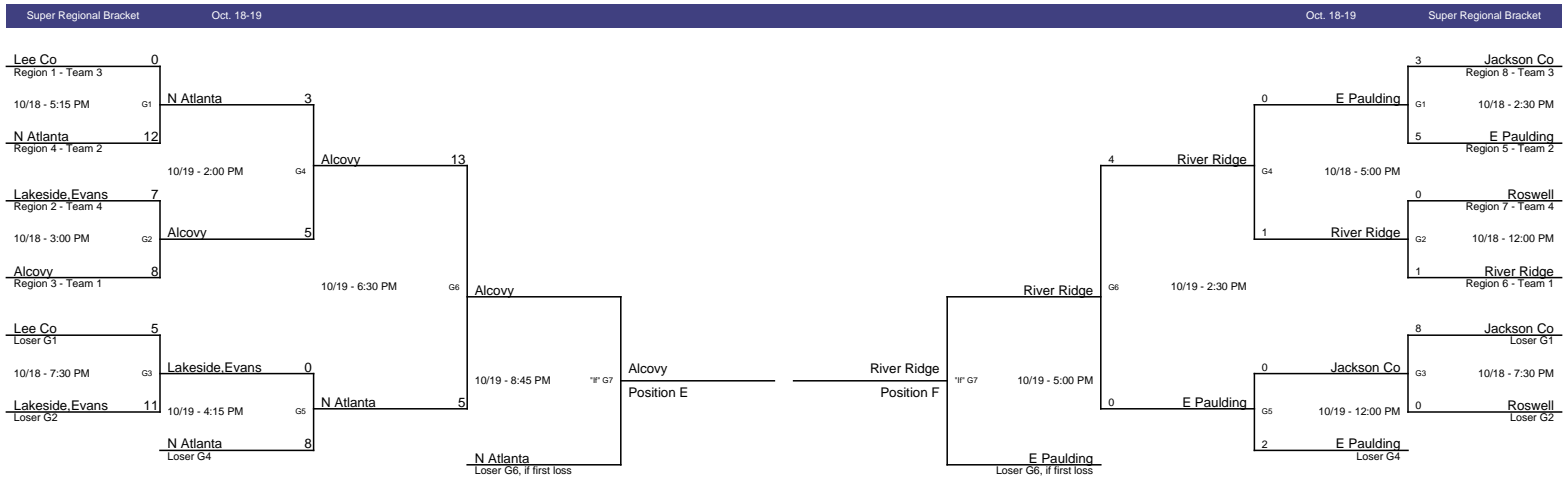 Super Regional Bracket Oct. 18-19 Oct. 18-19 Super Regional Bracket
Lee Co 0
Region 1 - Team 3
10/18 - 5:15 PM G1
N Atlanta 3
N Atlanta 12
Region 4 - Team 2
10/19 - 2:00 PM G4
Alcovy 13
Lakeside,Evans 7
Region 2 - Team 4
10/18 - 3:00 PM G2
Alcovy 5
Alcovy 8
Region 3 - Team 1
10/19 - 6:30 PM G6
Alcovy
Lee Co 5
Loser G1
10/18 - 7:30 PM G3
Lakeside,Evans 0
Lakeside,Evans 11
Loser G2
10/19 - 4:15 PM G5
N Atlanta 5
N Atlanta 8
Loser G4
10/19 - 8:45 PM "If" G7
N Atlanta
Loser G6, if first loss
Alcovy
Position E
River Ridge
Position F
3 Jackson Co
Region 8 - Team 3
G1 10/18 - 2:30 PM
0 E Paulding
5 E Paulding
Region 5 - Team 2
G4 10/18 - 5:00 PM
4 River Ridge
0 Roswell
Region 7 - Team 4
G2 10/18 - 12:00 PM
1 River Ridge
1 River Ridge
Region 6 - Team 1
G6 10/19 - 2:30 PM
River Ridge
8 Jackson Co
Loser G1
G3 10/18 - 7:30 PM
0 Jackson Co
0 Roswell
Loser G2
G5 10/19 - 12:00 PM
0 E Paulding
2 E Paulding
Loser G4
"If" G7 10/19 - 5:00 PM
E Paulding
Loser G6, if first loss